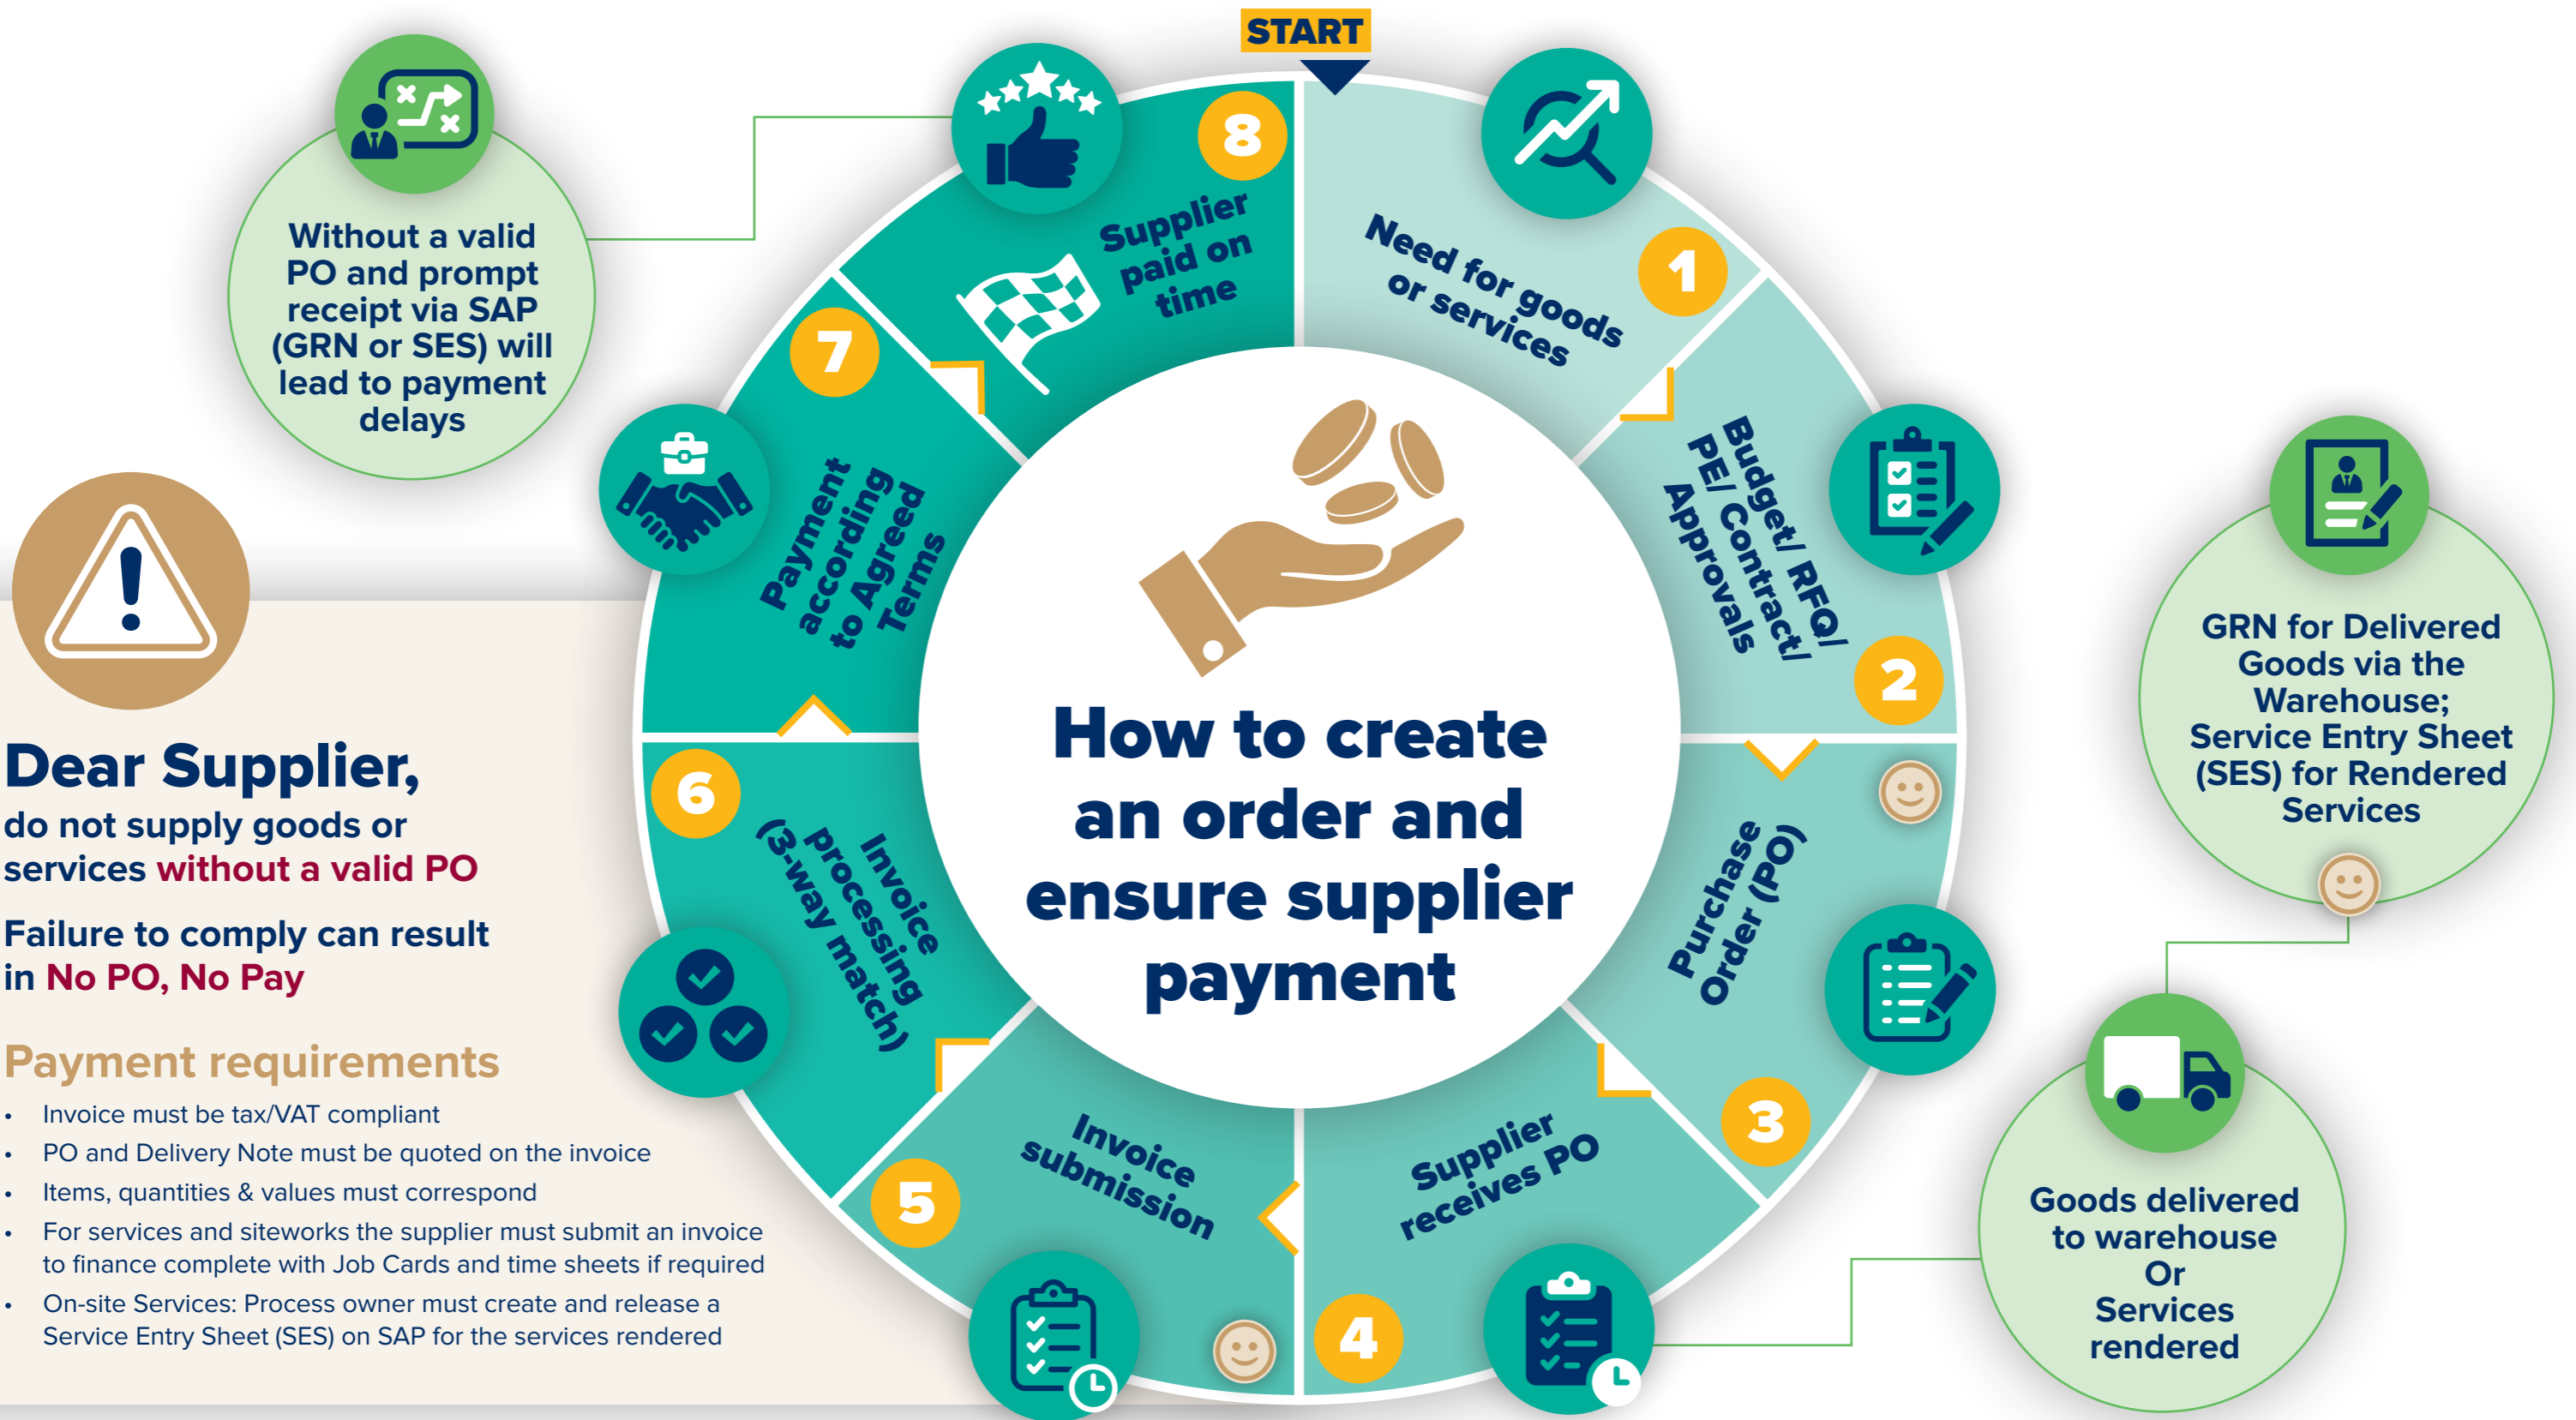 START
How to create
an order and
ensure supplier
payment
1
Need for goods
or services
2
Budget/ RFQ/
PE/ Contract/
Approvals
3
Purchase
Order (PO)
4
Supplier
receives PO
5
Invoice
submission
6
Invoice
processing
(3-way match)
7
Payment
according
to Agreed
Terms
8
Supplier
paid on
time
Without a valid
PO and prompt
receipt via SAP
(GRN or SES) will
lead to payment
delays
GRN for Delivered
Goods via the
Warehouse;
Service Entry Sheet
(SES) for Rendered
Services
Goods delivered
to warehouse
Or
Services
rendered
Dear Supplier,
do not supply goods or
services without a valid PO
Failure to comply can result
in No PO, No Pay
Payment requirements
• Invoice must be tax/VAT compliant
• PO and Delivery Note must be quoted on the invoice
• Items, quantities & values must correspond
• For services and siteworks the supplier must submit an invoice
to finance complete with Job Cards and time sheets if required
• On-site Services: Process owner must create and release a
Service Entry Sheet (SES) on SAP for the services rendered